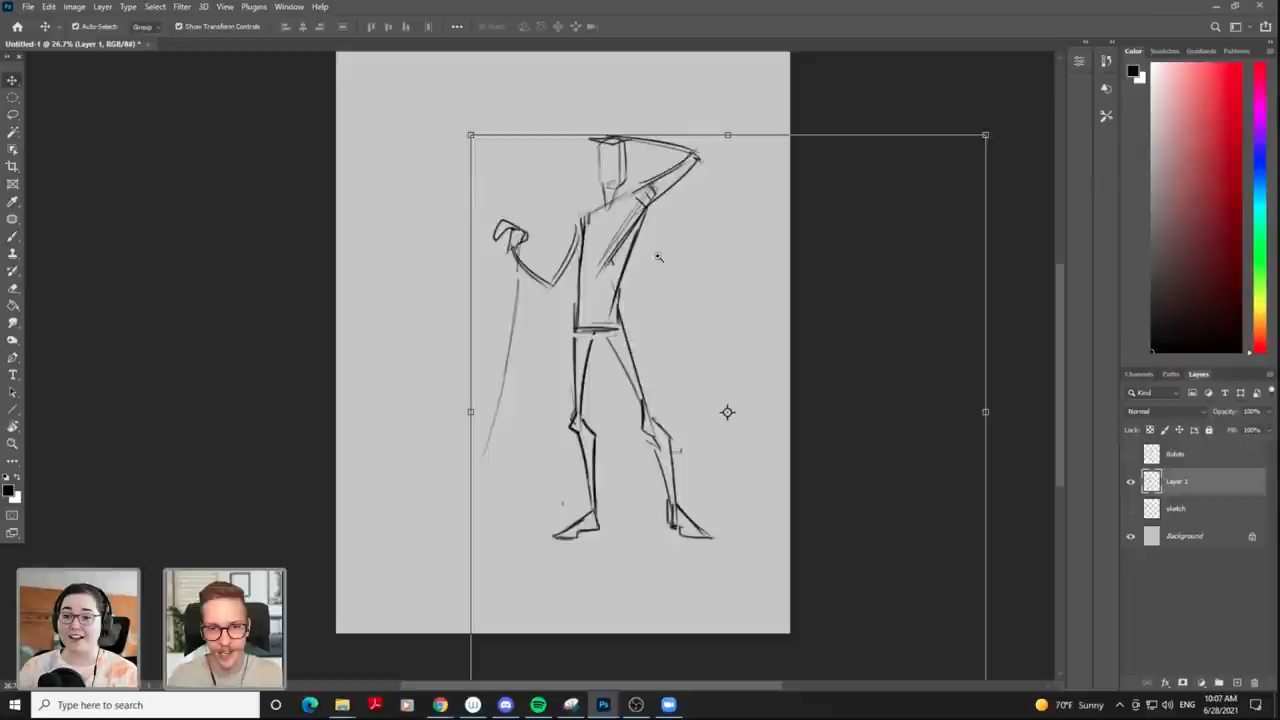 File Edit Image Layer Type Select Filter 3D View Plugins Window Help
Auto-Select: Group Show Transform Controls
Untitled-1 @ 26.7% (Layer 1, RGB/8#) *
Color Swatches Gradients Patterns
Channels Paths Layers
Kind
Normal Opacity: 100%
Lock: Fill: 100%
Layer 1
sketch
Background
Type here to search
70°F Sunny
ENG
10:07 AM
6/28/2021